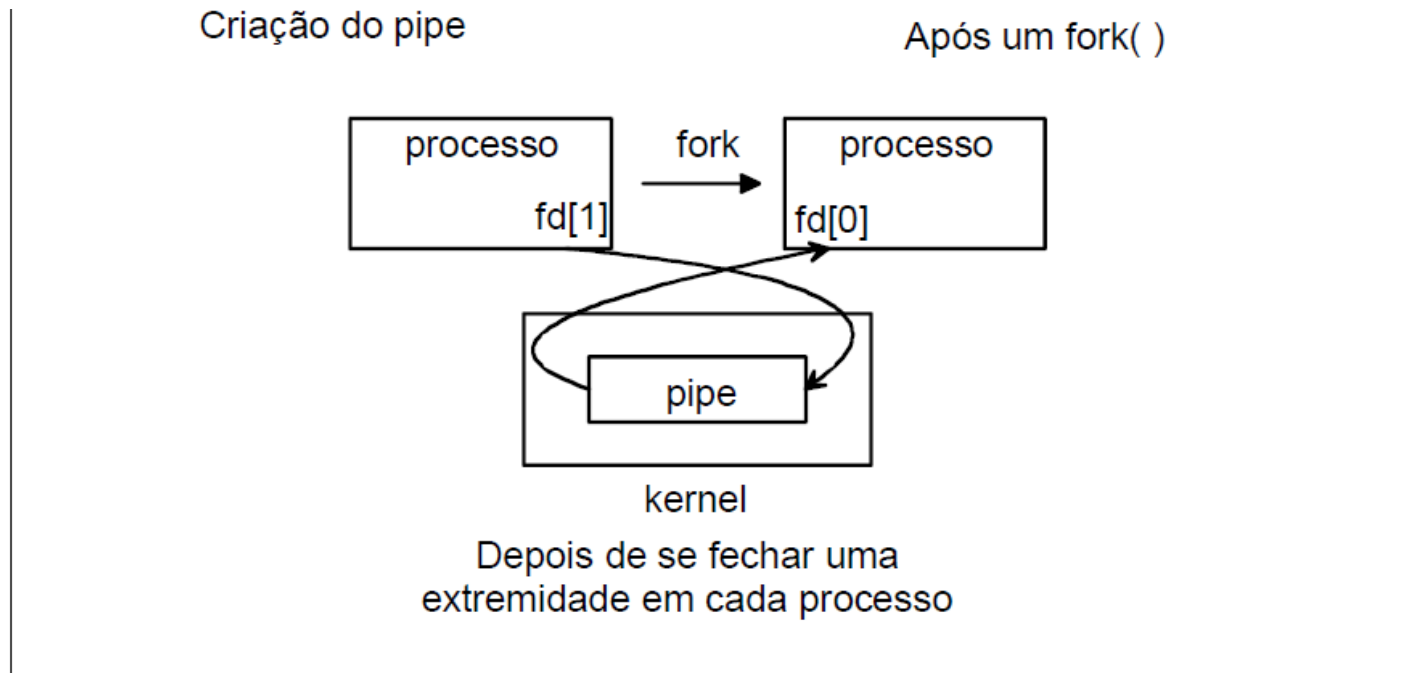 Criação do pipe
Após um fork( )
processo
fork
processo
fd[1]
fd[0]
pipe
kernel
Depois de se fechar uma
extremidade em cada processo